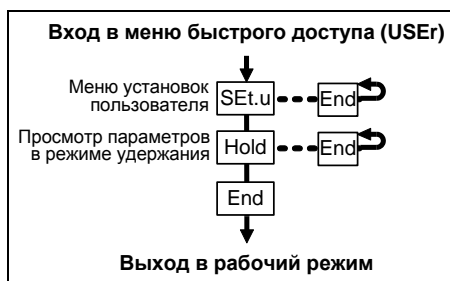 Вход в меню быстрого доступа (USEr)
Меню установок
пользователя
SEt.u
End
Просмотр параметров
в режиме удержания
Hold
End
End
Выход в рабочий режим